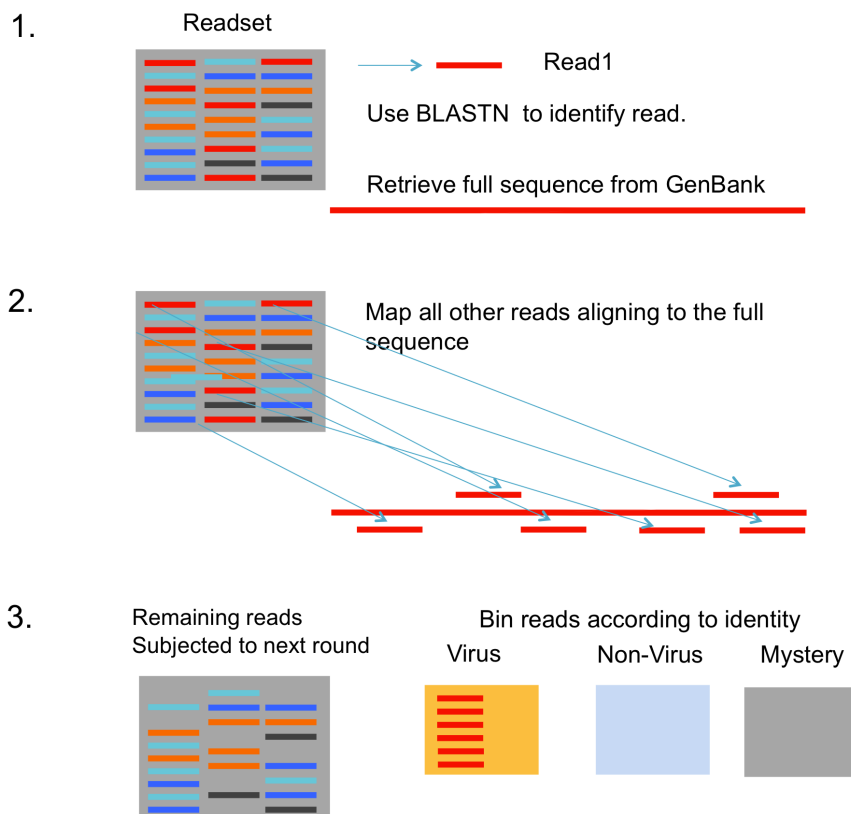 1.
Readset
Read1
Use BLASTN to identify read.
Retrieve full sequence from GenBank
2.
Map all other reads aligning to the full
sequence
3.
Remaining reads
Subjected to next round
Bin reads according to identity
Virus
Non-Virus
Mystery